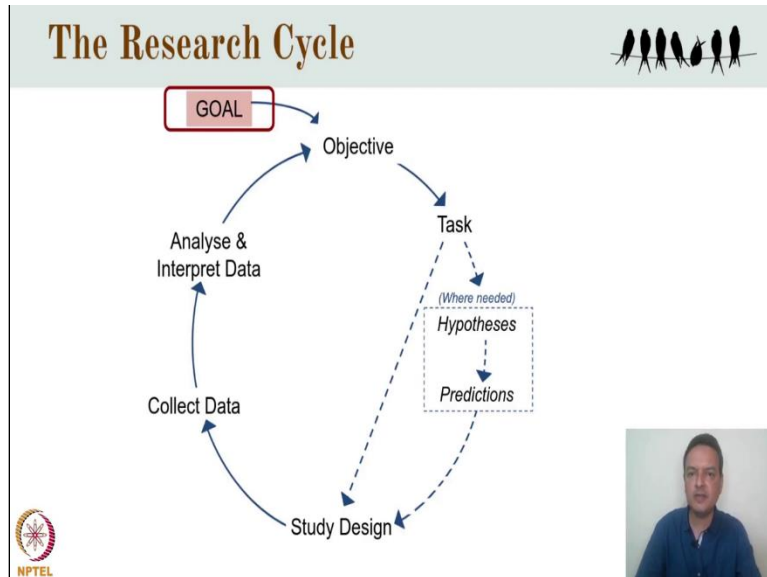 The Research Cycle
GOAL
Objective
Task
(Where needed)
Hypotheses
Predictions
Study Design
Collect Data
Analyse &
Interpret Data
NPTEL